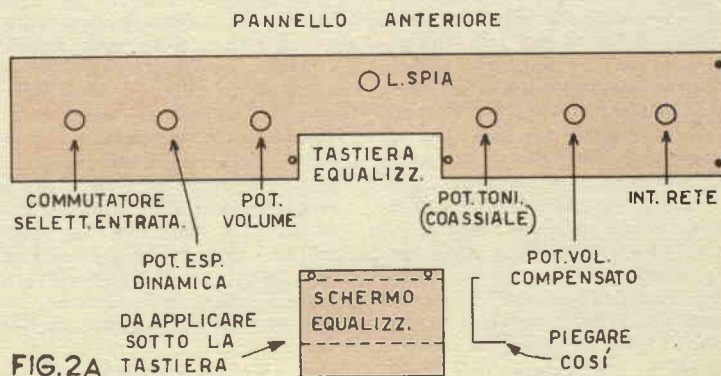 PANNELLO ANTERIORE
L. SPIA
TASTIERA
EQUALIZZ.
COMMUTATORE
SELETT. ENTRATA.
POT. ESP.
DINAMICA
POT.
VOLUME
POT. TONI.
(COASSIALE)
POT. VOL.
COMPENSATO
INT. RETE
SCHERMO
EQUALIZZ.
DA APPLICARE
SOTTO LA
TASTIERA
PIEGARE
COSÍ
FIG. 2A